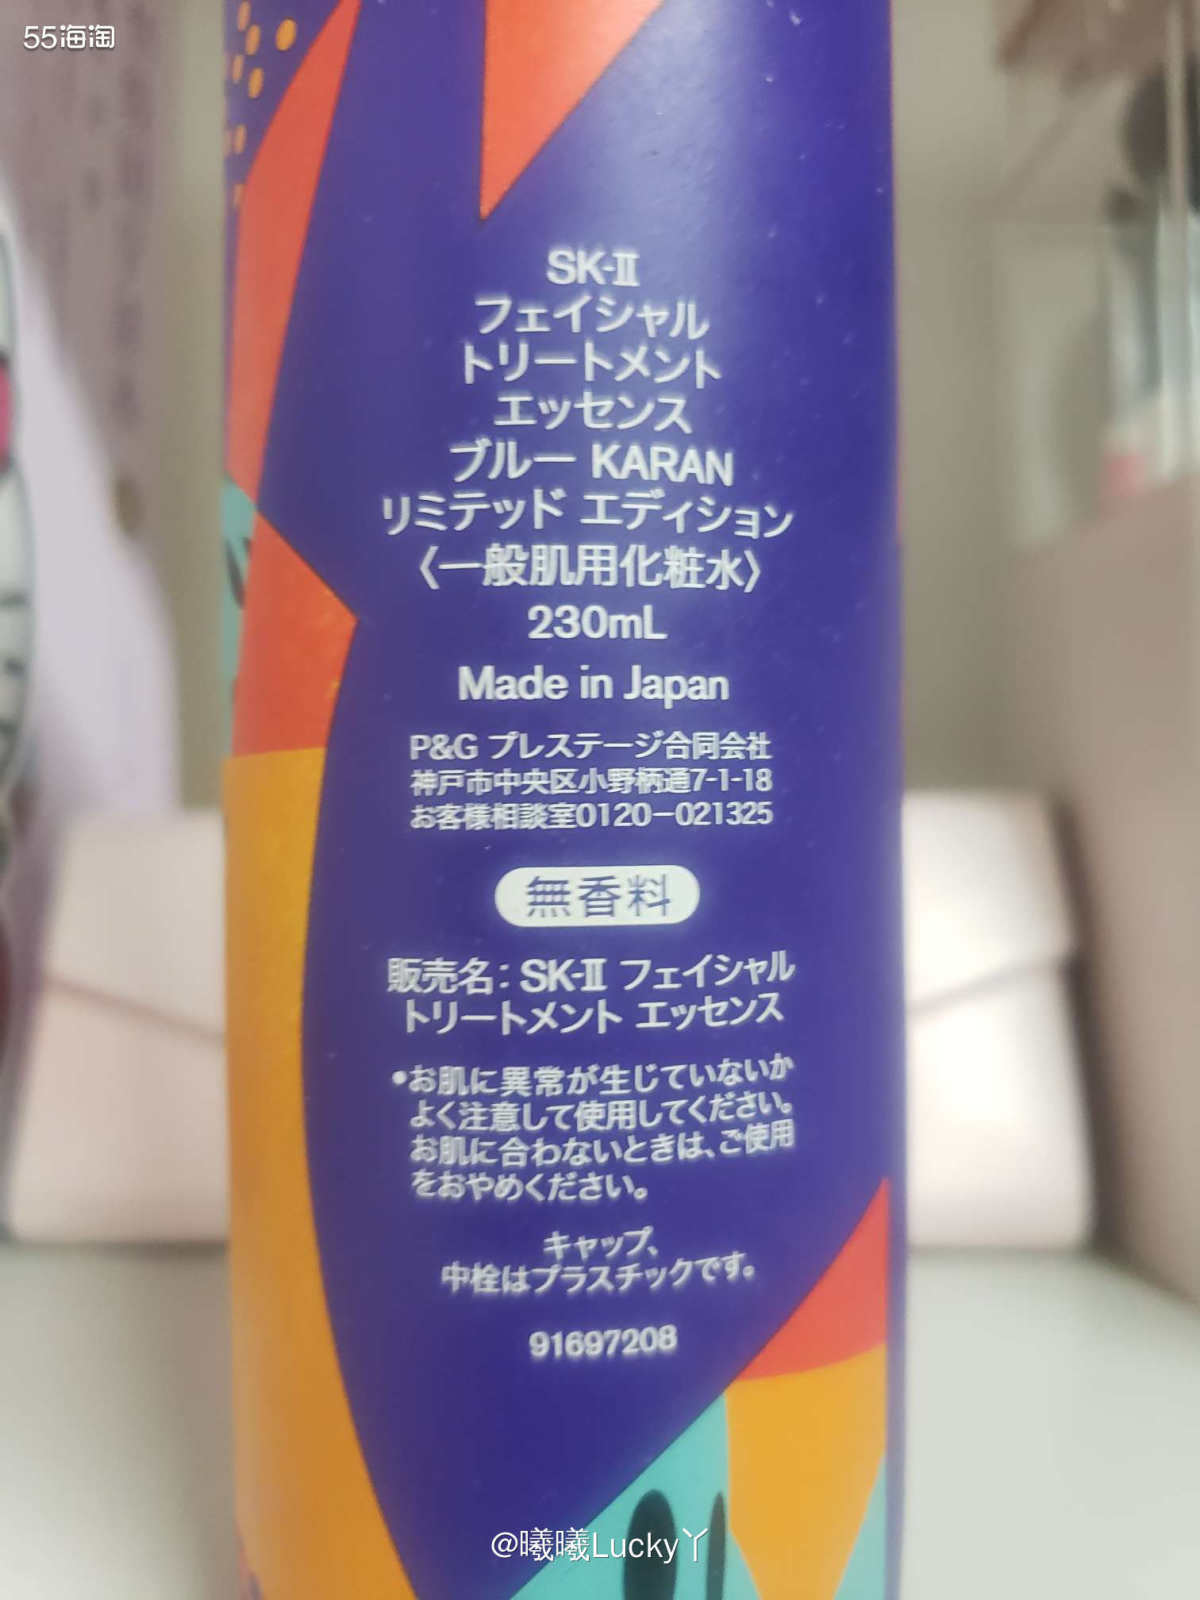 55海淘
SK-II
フェイシャル
トリートメント
エッセンス
ブルー KARAN
リミテッド エディション
〈一般肌用化粧水〉
230mL
Made in Japan
P&G プレステージ合同会社
神戸市中央区小野柄通7-1-18
お客様相談室0120-021325
無香料
販売名：SK-II フェイシャル
トリートメント エッセンス
•お肌に異常が生じていないか
よく注意して使用してください。
お肌に合わないときは、ご使用
をおやめください。
キャップ、
中栓はプラスチックです。
91697208
@曦曦Lucky丫